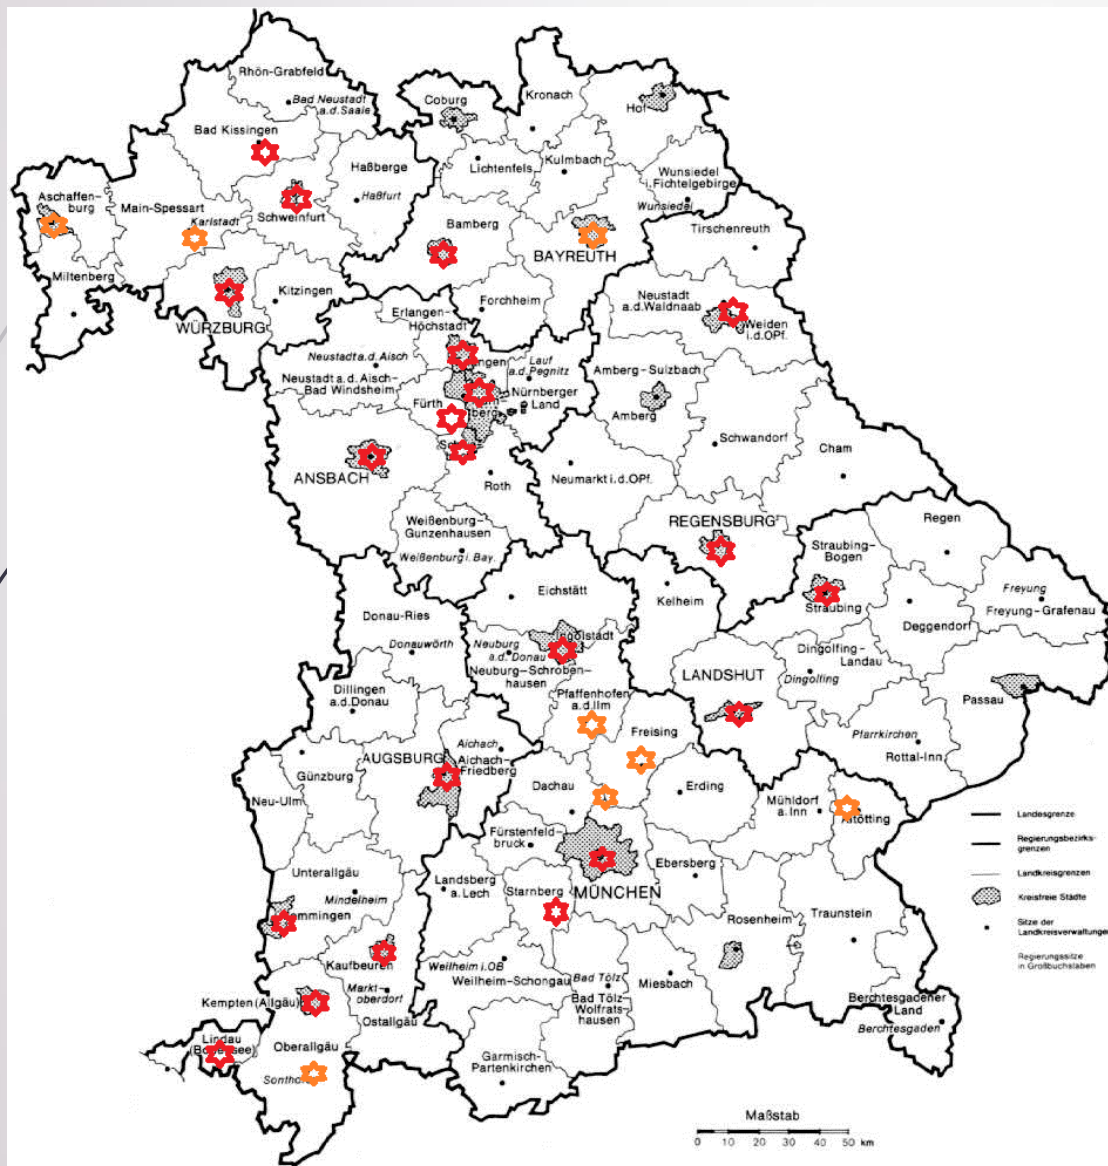 Rhön-Grabfeld
Bad Neustadt
a.d.Saale
Coburg
Kronach
Hof
Bad Kissingen
Haßberge
Haßfurt
Lichtenfels
Kulmbach
Wunsiedel
i.Fichtelgebirge
Wunsiedel
Aschaffen-
burg
Main-Spessart
Karlstadt
Schweinfurt
Bamberg
BAYREUTH
Tirschenreuth
Miltenberg
WÜRZBURG
Kitzingen
Forchheim
Erlangen-
Höchstadt
Neustadt
a.d.Waldnaab
Weiden
i.d.OPf.
Neustadt a.d. Aisch
Neustadt a.d. Aisch-
Bad Windsheim
Lauf
a.d.Pegnitz
Nürnberger
Land
Fürth
Amberg-Sulzbach
Amberg
Schwandorf
Cham
ANSBACH
Roth
Neumarkt i.d.OPf.
Weißenburg-
Gunzenhausen
Weißenburg i. Bay.
REGENSBURG
Straubing-
Bogen
Straubing
Regen
Eichstätt
Kelheim
Freyung
Freyung-Grafenau
Deggendorf
Donau-Ries
Donauwörth
Ingolstadt
Neuburg
a.d.Donau
Neuburg-Schroben-
hausen
Dingolfing-
Landau
Dingolfing
LANDSHUT
Passau
Dillingen
a.d.Donau
Pfaffenhofen
a.d.Ilm
Freising
Pfarrkirchen
Rottal-Inn
AUGSBURG
Aichach
Aichach-
Friedberg
Günzburg
Neu-Ulm
Dachau
Erding
Mühldorf
a. Inn
Altötting
Fürstenfeld-
bruck
Ebersberg
MÜNCHEN
Unterallgäu
Mindelheim
Memmingen
Landsberg
a. Lech
Starnberg
Rosenheim
Traunstein
Kaufbeuren
Markt-
oberdorf
Ostallgäu
Weilheim i.OB
Weilheim-Schongau
Bad Tölz
Bad Tölz
Wolfrats-
hausen
Miesbach
Kempten (Allgäu)
Berchtesgadener
Land
Berchtesgaden
Lindau
(Bodensee)
Oberallgäu
Garmisch-
Partenkirchen
Landesgrenze
Regierungsbezirks-
grenzen
Landkreisgrenzen
Kreisfreie Städte
Sitze der
Landkreisverwaltungen
Regierungssitze
in Großbuchstaben
Maßstab
0 10 20 30 40 50 km